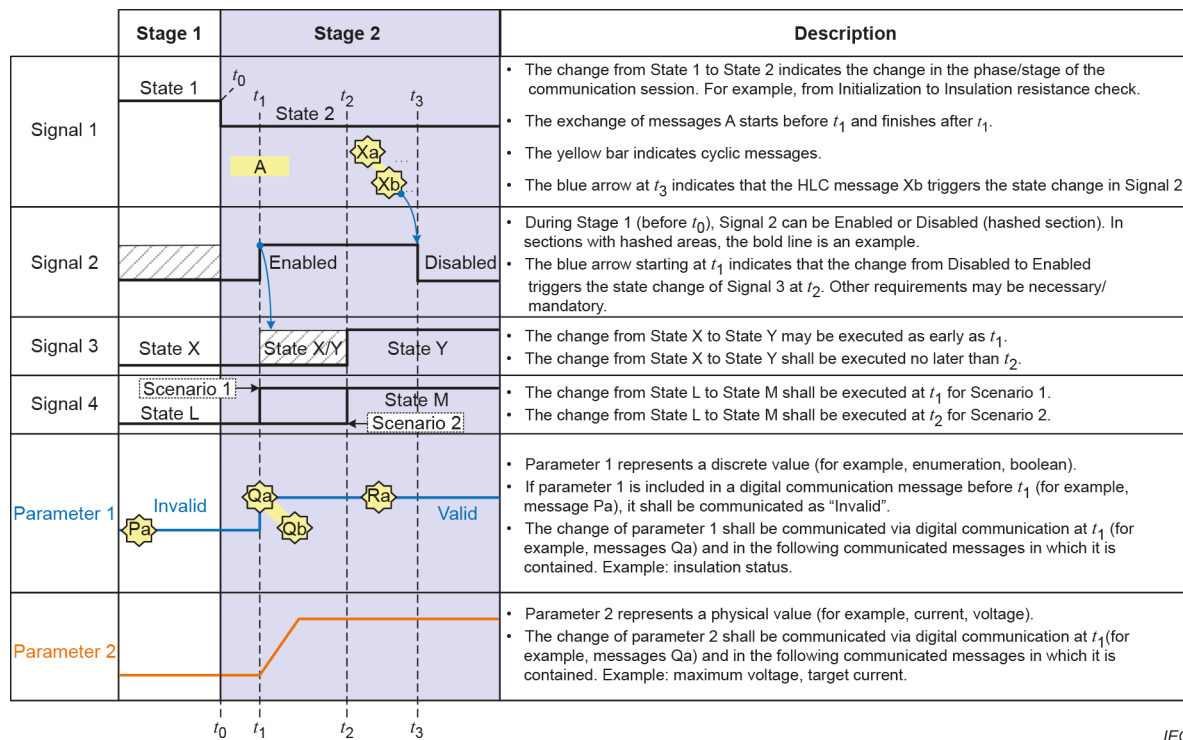 Stage 1
Stage 2
Description
Signal 1
State 1
t0
t1
t2
t3
State 2
A
Xa
...
Xb
...
• The change from State 1 to State 2 indicates the change in the phase/stage of the
communication session. For example, from Initialization to Insulation resistance check.
• The exchange of messages A starts before t1 and finishes after t1.
• The yellow bar indicates cyclic messages.
• The blue arrow at t3 indicates that the HLC message Xb triggers the state change in Signal 2
Signal 2
Enabled
Disabled
• During Stage 1 (before t0), Signal 2 can be Enabled or Disabled (hashed section). In
sections with hashed areas, the bold line is an example.
• The blue arrow starting at t1 indicates that the change from Disabled to Enabled
triggers the state change of Signal 3 at t2. Other requirements may be necessary/
mandatory.
Signal 3
State X
State X/Y
State Y
• The change from State X to State Y may be executed as early as t1.
• The change from State X to State Y shall be executed no later than t2.
Signal 4
Scenario 1
State L
State M
Scenario 2
• The change from State L to State M shall be executed at t1 for Scenario 1.
• The change from State L to State M shall be executed at t2 for Scenario 2.
Parameter 1
Invalid
Pa
Qa
Qb
Ra
Valid
• Parameter 1 represents a discrete value (for example, enumeration, boolean).
• If parameter 1 is included in a digital communication message before t1 (for example,
message Pa), it shall be communicated as “Invalid”.
• The change of parameter 1 shall be communicated via digital communication at t1 (for
example, messages Qa) and in the following communicated messages in which it is
contained. Example: insulation status.
Parameter 2
• Parameter 2 represents a physical value (for example, current, voltage).
• The change of parameter 2 shall be communicated via digital communication at t1(for
example, messages Qa) and in the following communicated messages in which it is
contained. Example: maximum voltage, target current.
t0
t1
t2
t3
IEC